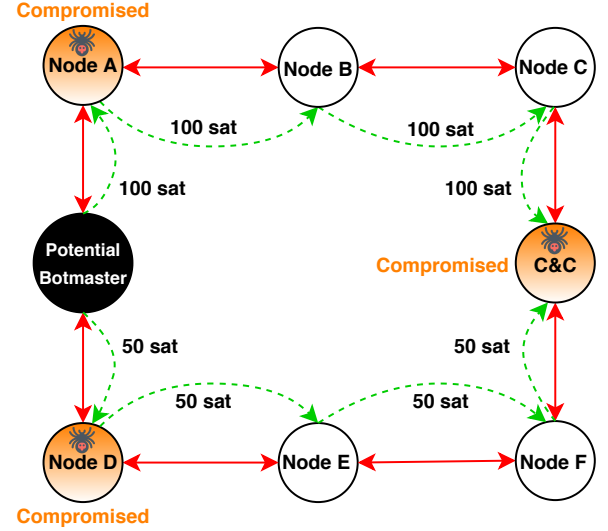 Compromised
Node A
Node B
Node C
100 sat
100 sat
100 sat
100 sat
Potential
Botmaster
Compromised
C&C
50 sat
50 sat
50 sat
50 sat
Node D
Node E
Node F
Compromised